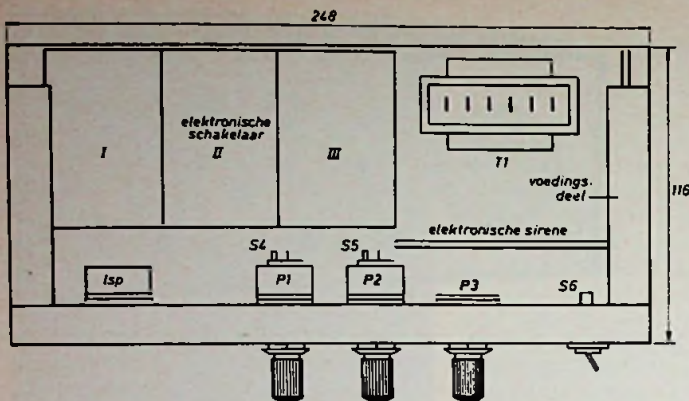 248
elektronische
schakelaar
I
II
III
T1
voedings.
deel
116
elektronische sirene
S4
S5
lsp
P1
P2
P3
S6